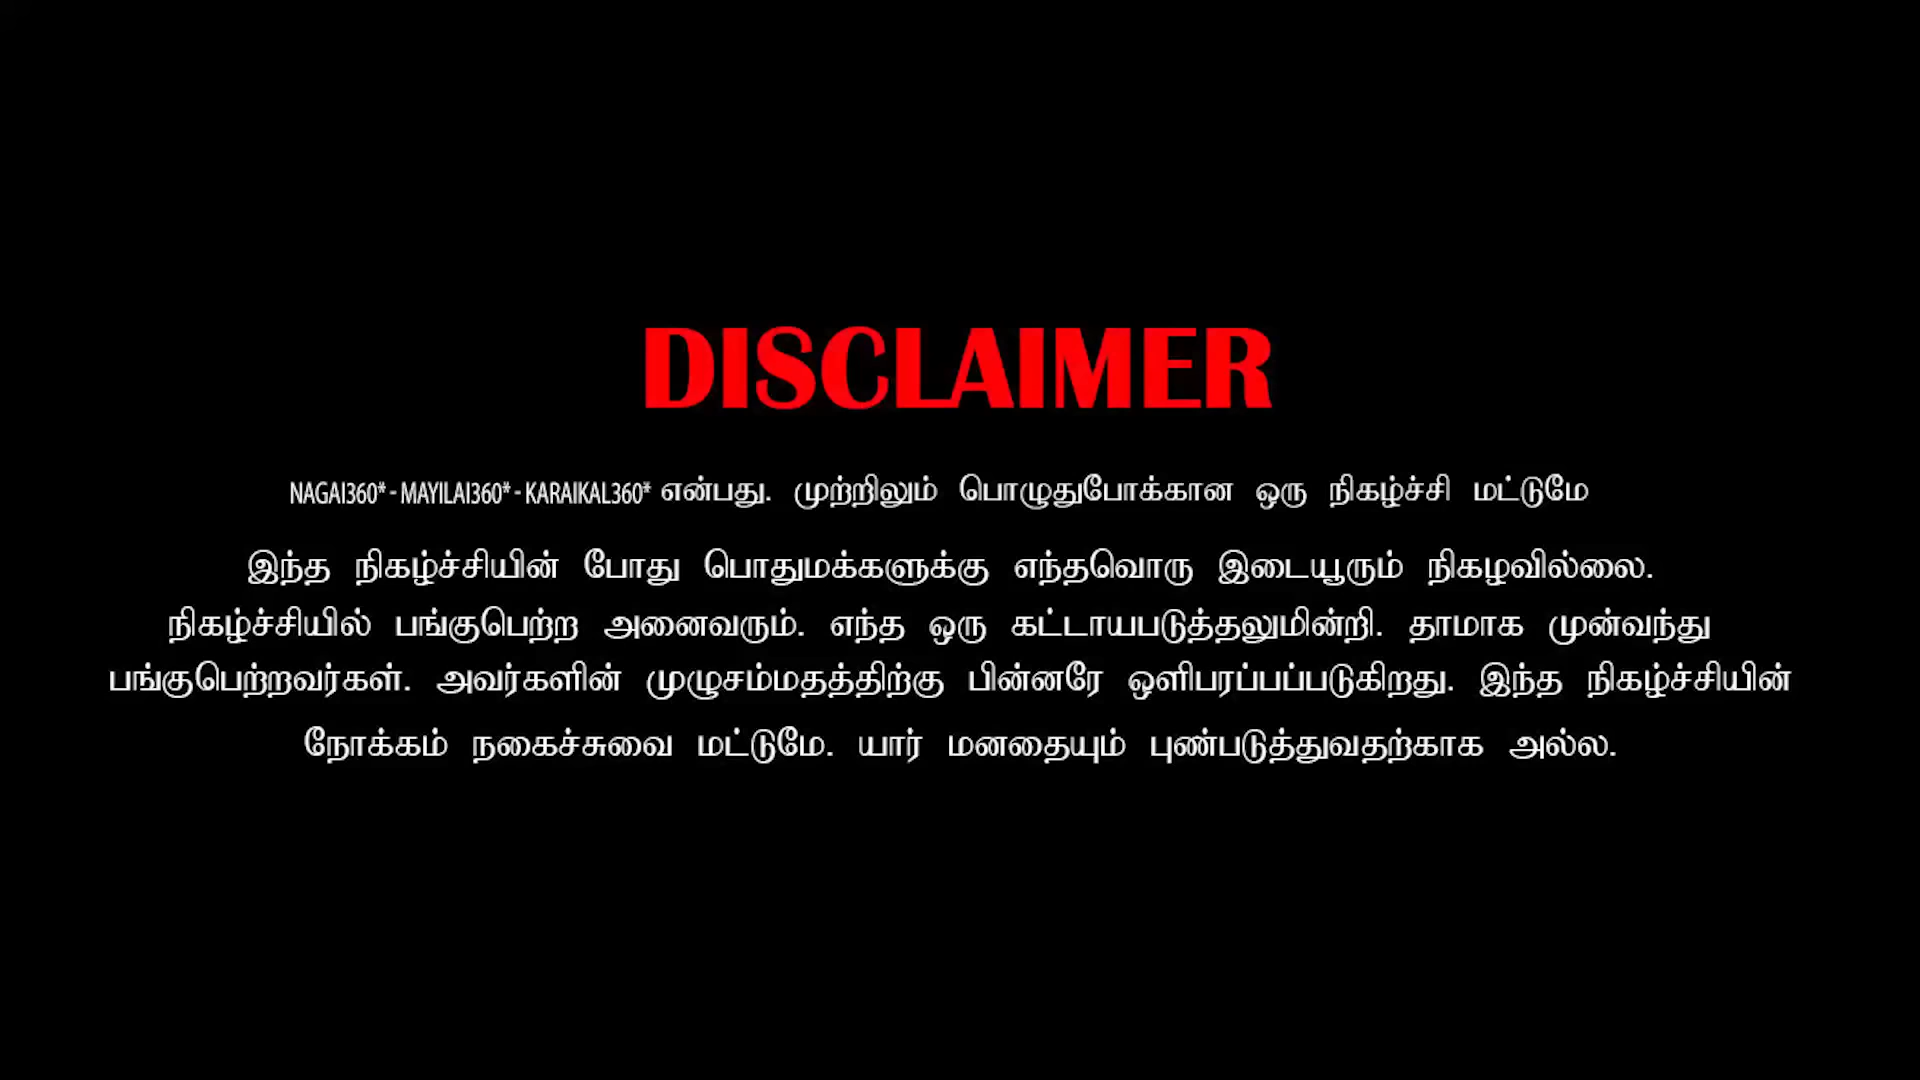 DISCLAIMER
NAGAI360* - MAYILAI360* - KARAIKAL360* என்பது. முற்றிலும் பொழுதுபோக்கான ஒரு நிகழ்ச்சி மட்டுமே
இந்த நிகழ்ச்சியின் போது பொதுமக்களுக்கு எந்தவொரு இடையூரும் நிகழவில்லை.
நிகழ்ச்சியில் பங்குபெற்ற அனைவரும். எந்த ஒரு கட்டாயபடுத்தலுமின்றி. தாமாக முன்வந்து
பங்குபெற்றவர்கள். அவர்களின் முழுசம்மதத்திற்கு பின்னரே ஒளிபரப்பப்படுகிறது. இந்த நிகழ்ச்சியின்
நோக்கம் நகைச்சுவை மட்டுமே. யார் மனதையும் புண்படுத்துவதற்காக அல்ல.